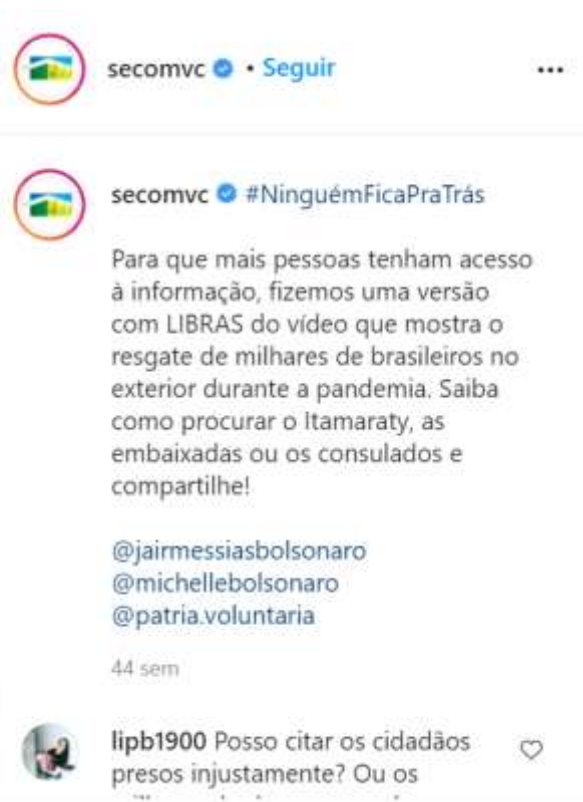 secomvc • Seguir
secomvc #NinguémFicaPraTrás
Para que mais pessoas tenham acesso
à informação, fizemos uma versão
com LIBRAS do vídeo que mostra o
resgate de milhares de brasileiros no
exterior durante a pandemia. Saiba
como procurar o Itamaraty, as
embaixadas ou os consulados e
compartilhe!
@jairmessiasbolsonaro
@michellebolsonaro
@patria.voluntaria
44 sem
lipb1900 Posso citar os cidadãos
presos injustamente? Ou os